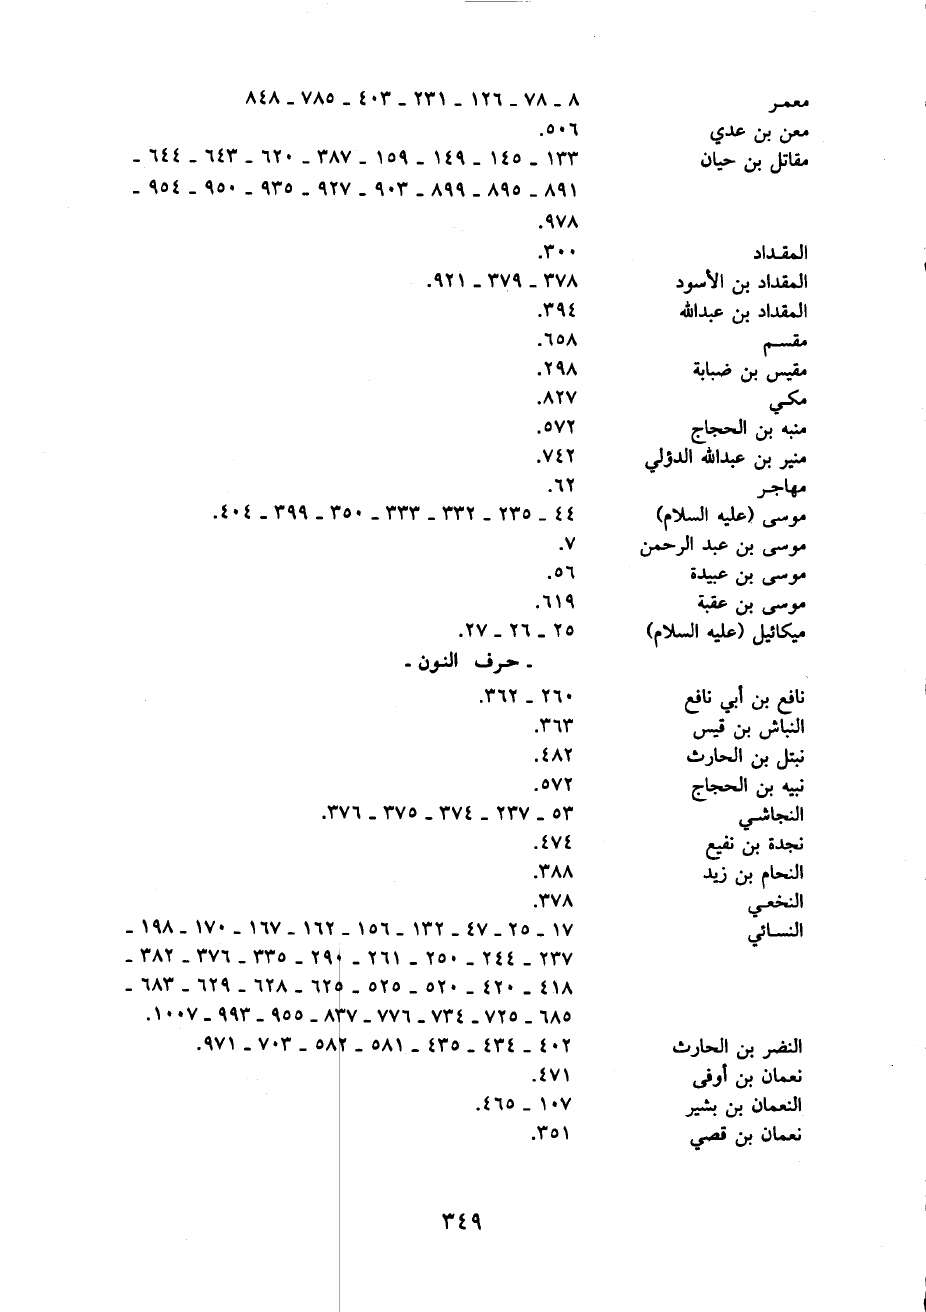 معمر ٨ ـ ٧٨ ـ ١٢٦ ـ ٢٣١ ـ ٤٠٣ ـ ٧٨٥ ـ ٨٤٨
معن بن عدي ٥٠٦.
مقاتل بن حيان ١٣٣ ـ ١٤٥ ـ ١٤٩ ـ ١٥٩ ـ ٣٨٧ ـ ٦٢٠ ـ ٦٤٣ ـ ٦٤٤ ـ
٨٩١ ـ ٨٩٥ ـ ٨٩٩ ـ ٩٠٣ ـ ٩٢٧ ـ ٩٣٥ ـ ٩٥٠ ـ ٩٥٤ ـ
٩٧٨.
المقداد ٣٠٠.
المقداد بن الأسود ٣٧٨ ـ ٣٧٩ ـ ٩٢١.
المقداد بن عبدالله ٣٩٤.
مقسم ٦٥٨.
مقيس بن ضبابة ٢٩٨.
مكي ٨٢٧.
منبه بن الحجاج ٥٧٢.
منير بن عبدالله الدؤلي ٧٤٢.
مهاجر ٦٢.
موسى (عليه السلام) ٤٤ ـ ٢٣٥ ـ ٣٣٢ ـ ٣٣٣ ـ ٣٥٠ ـ ٣٩٩ ـ ٤٠٤.
موسى بن عبد الرحمن ٧.
موسى بن عبيدة ٥٦.
موسى بن عقبة ٦١٩.
ميكائيل (عليه السلام) ٢٥ ـ ٢٦ ـ ٢٧.
ـ حرف النون ـ
نافع بن أبي نافع ٢٦٠ ـ ٣٦٢.
النباش بن قيس ٣٦٣.
نبتل بن الحارث ٤٨٢.
نبيه بن الحجاج ٥٧٢.
النجاشي ٥٣ ـ ٢٣٧ ـ ٣٧٤ ـ ٣٧٥ ـ ٣٧٦.
نجدة بن نفيع ٤٧٤.
النحام بن زيد ٣٨٨.
النخعي ٣٧٨.
النسائي ١٧ ـ ٢٥ ـ ٤٧ ـ ١٣٢ ـ ١٥٦ ـ ١٦٢ ـ ١٦٧ ـ ١٧٠ ـ ١٩٨ ـ
٢٣٧ ـ ٢٤٤ ـ ٢٥٠ ـ ٢٦١ ـ ٢٩٠ ـ ٣٣٥ ـ ٣٧٦ ـ ٣٨٢ ـ
٤١٨ ـ ٤٢٠ ـ ٥٢٠ ـ ٥٢٥ ـ ٦٢٥ ـ ٦٢٨ ـ ٦٢٩ ـ ٦٨٣ ـ
٦٨٥ ـ ٧٢٥ ـ ٧٣٤ ـ ٧٧٦ ـ ٨٣٧ ـ ٩٥٥ ـ ٩٩٣ ـ ١٠٠٧.
النضر بن الحارث ٤٠٢ ـ ٤٣٤ ـ ٤٣٥ ـ ٥٨١ ـ ٥٨٢ ـ ٧٠٣ ـ ٩٧١.
نعمان بن أوفى ٤٧١.
النعمان بن بشير ١٠٧ ـ ٤٦٥.
نعمان بن قصي ٣٥١.
٣٤٩